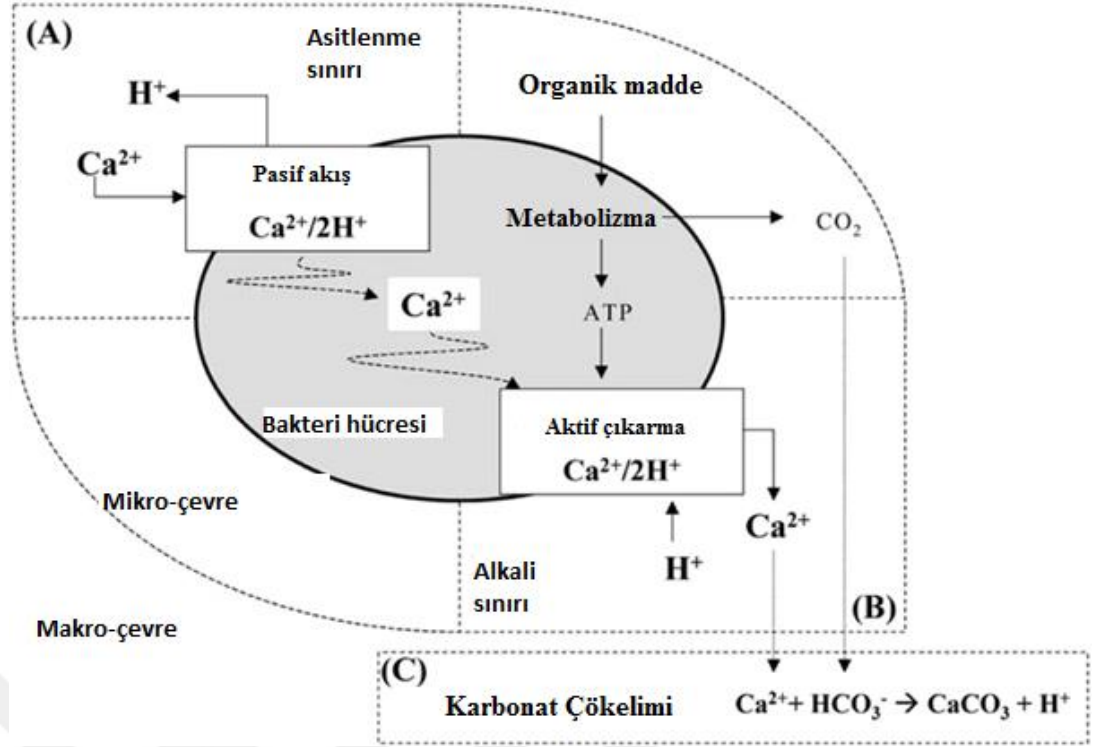 (A)
Asitlenme
sınırı
H⁺
Organik madde
Ca²⁺
Pasif akış
Ca²⁺/2H⁺
Metabolizma
CO₂
Ca²⁺
ATP
Bakteri hücresi
Aktif çıkarma
Ca²⁺/2H⁺
Mikro-çevre
Ca²⁺
H⁺
Alkali
sınırı
(B)
Makro-çevre
(C)
Karbonat Çökelimi
Ca²⁺+ HCO₃⁻ → CaCO₃ + H⁺